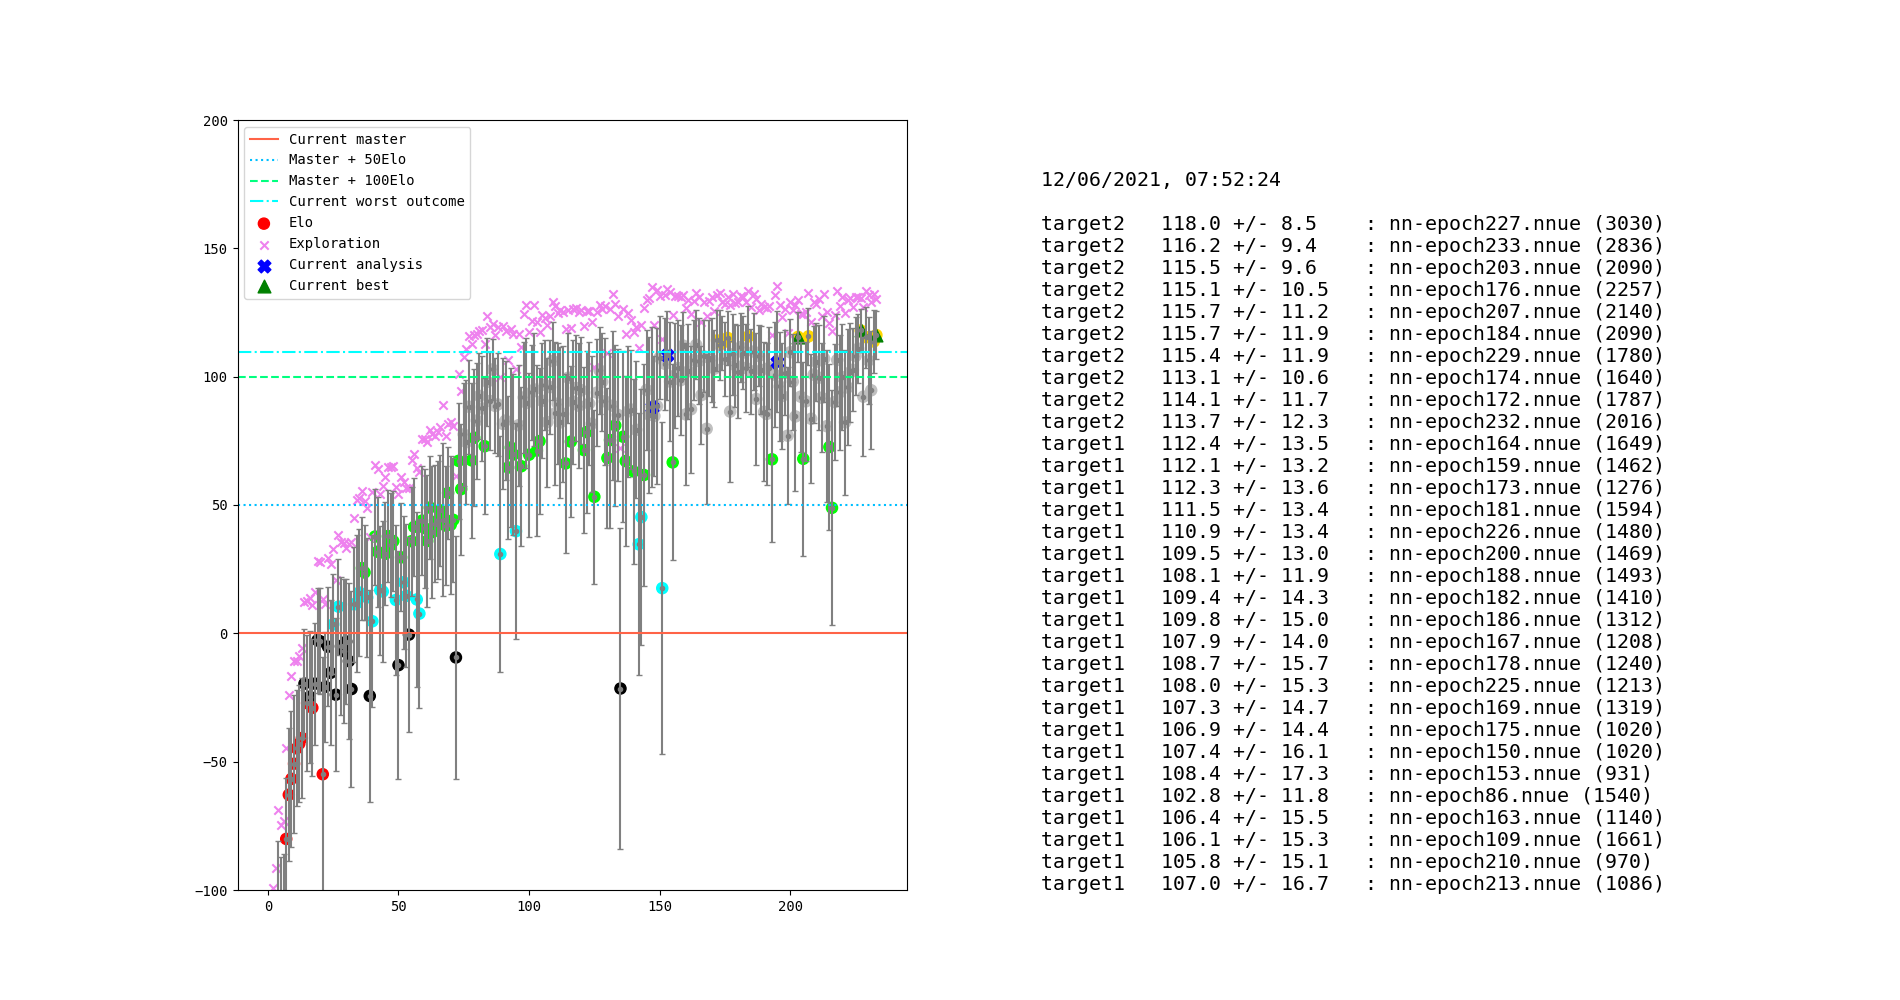 200
150
100
50
0
−50
−100
0
50
100
150
200
Current master
Master + 50Elo
Master + 100Elo
Current worst outcome
Elo
Exploration
Current analysis
Current best
12/06/2021, 07:52:24
target2 118.0 +/- 8.5 : nn-epoch227.nnue (3030)
target2 116.2 +/- 9.4 : nn-epoch233.nnue (2836)
target2 115.5 +/- 9.6 : nn-epoch203.nnue (2090)
target2 115.1 +/- 10.5 : nn-epoch176.nnue (2257)
target2 115.7 +/- 11.2 : nn-epoch207.nnue (2140)
target2 115.7 +/- 11.9 : nn-epoch184.nnue (2090)
target2 115.4 +/- 11.9 : nn-epoch229.nnue (1780)
target2 113.1 +/- 10.6 : nn-epoch174.nnue (1640)
target2 114.1 +/- 11.7 : nn-epoch172.nnue (1787)
target2 113.7 +/- 12.3 : nn-epoch232.nnue (2016)
target1 112.4 +/- 13.5 : nn-epoch164.nnue (1649)
target1 112.1 +/- 13.2 : nn-epoch159.nnue (1462)
target1 112.3 +/- 13.6 : nn-epoch173.nnue (1276)
target1 111.5 +/- 13.4 : nn-epoch181.nnue (1594)
target1 110.9 +/- 13.4 : nn-epoch226.nnue (1480)
target1 109.5 +/- 13.0 : nn-epoch200.nnue (1469)
target1 108.1 +/- 11.9 : nn-epoch188.nnue (1493)
target1 109.4 +/- 14.3 : nn-epoch182.nnue (1410)
target1 109.8 +/- 15.0 : nn-epoch186.nnue (1312)
target1 107.9 +/- 14.0 : nn-epoch167.nnue (1208)
target1 108.7 +/- 15.7 : nn-epoch178.nnue (1240)
target1 108.0 +/- 15.3 : nn-epoch225.nnue (1213)
target1 107.3 +/- 14.7 : nn-epoch169.nnue (1319)
target1 106.9 +/- 14.4 : nn-epoch175.nnue (1020)
target1 107.4 +/- 16.1 : nn-epoch150.nnue (1020)
target1 108.4 +/- 17.3 : nn-epoch153.nnue (931)
target1 102.8 +/- 11.8 : nn-epoch86.nnue (1540)
target1 106.4 +/- 15.5 : nn-epoch163.nnue (1140)
target1 106.1 +/- 15.3 : nn-epoch109.nnue (1661)
target1 105.8 +/- 15.1 : nn-epoch210.nnue (970)
target1 107.0 +/- 16.7 : nn-epoch213.nnue (1086)